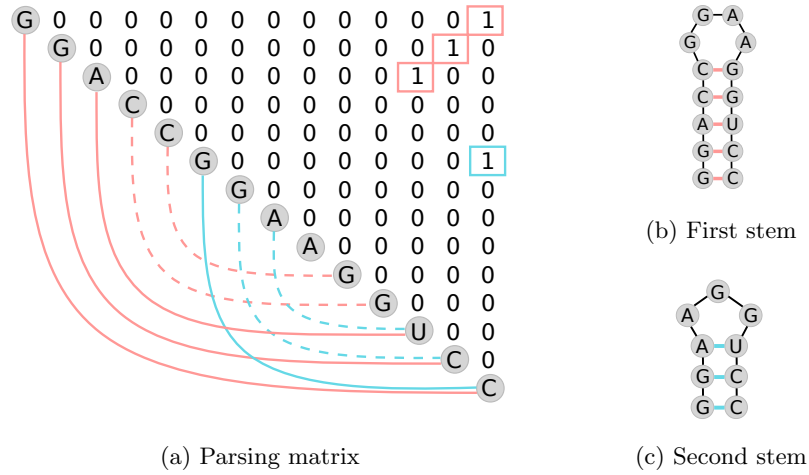 G 0 0 0 0 0 0 0 0 0 0 0 0 1
G 0 0 0 0 0 0 0 0 0 0 1 0
A 0 0 0 0 0 0 0 0 1 0 0
C 0 0 0 0 0 0 0 0 0 0
C 0 0 0 0 0 0 0 0 0
G 0 0 0 0 0 0 0 1
G 0 0 0 0 0 0 0
A 0 0 0 0 0 0
A 0 0 0 0 0
G 0 0 0 0
G 0 0 0
U 0 0
C 0
C
(a) Parsing matrix
G A
G A
C G
C G
A U
G C
G C
(b) First stem
G
A G
A U
G C
G C
(c) Second stem